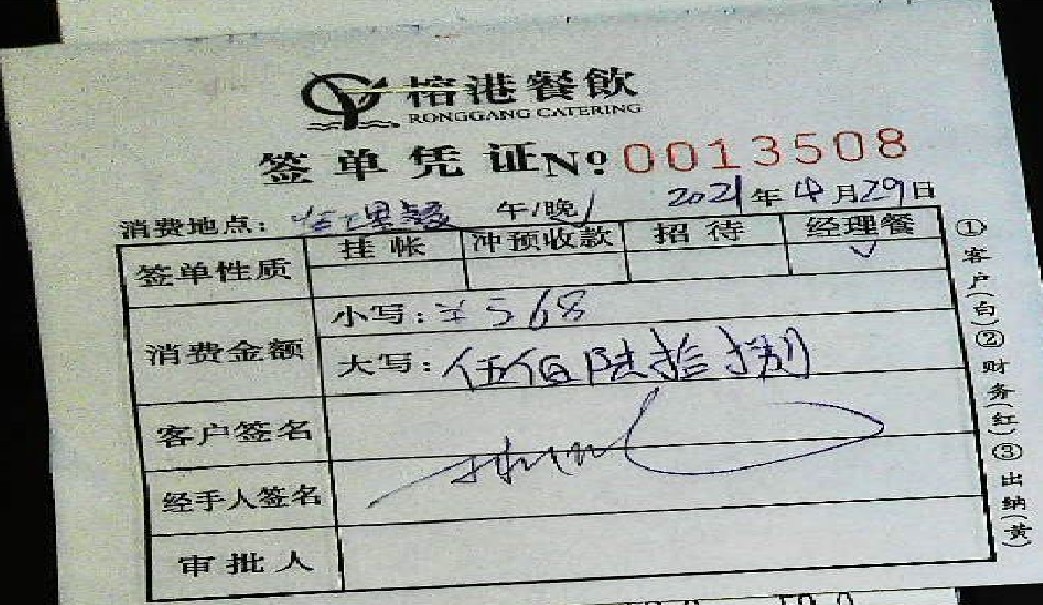 榕港餐飲
RONGGANG CATERING
签单凭证 No: 0013508
消费地点： 午/晚 2021年4月29日
签单性质 挂帐 冲预收款 招待 经理餐
✓
消费金额 小写：¥568
大写：伍佰陆拾捌
客户签名
经手人签名
审批人
①客户(白)②财务(红)③出纳(黄)